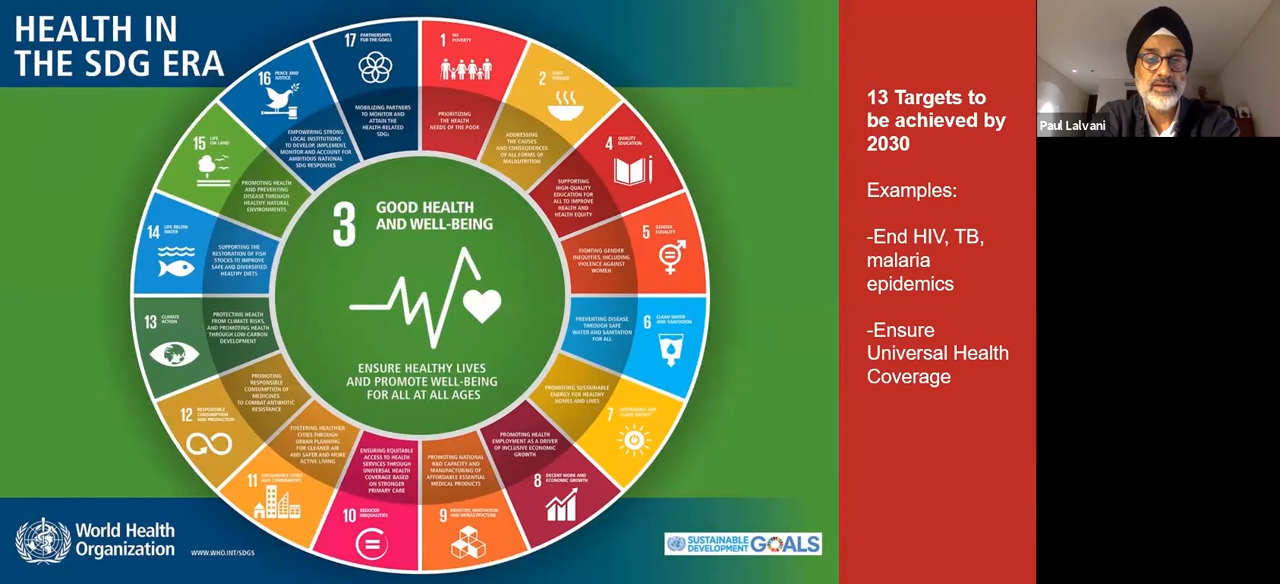 HEALTH IN
THE SDG ERA
1
NO
POVERTY
PRIORITIZING
THE HEALTH
NEEDS OF THE POOR
2
ZERO
HUNGER
ADDRESSING
THE CAUSES
AND CONSEQUENCES
OF ALL FORMS OF
MALNUTRITION
4
QUALITY
EDUCATION
SUPPORTING
HIGH-QUALITY
EDUCATION FOR
ALL TO IMPROVE
HEALTH AND
HEALTH EQUITY
5
GENDER
EQUALITY
FIGHTING GENDER
INEQUITIES, INCLUDING
VIOLENCE AGAINST
WOMEN
6
CLEAN WATER
AND SANITATION
PREVENTING DISEASE
THROUGH SAFE
WATER AND SANITATION
FOR ALL
7
AFFORDABLE AND
CLEAN ENERGY
PROMOTING SUSTAINABLE
ENERGY FOR HEALTHY
HOMES AND LIVES
8
DECENT WORK AND
ECONOMIC GROWTH
PROMOTING HEALTH
EMPLOYMENT AS A DRIVER
OF INCLUSIVE ECONOMIC
GROWTH
9
INDUSTRY, INNOVATION
AND INFRASTRUCTURE
PROMOTING NATIONAL
R&D CAPACITY AND
MANUFACTURING OF
AFFORDABLE ESSENTIAL
MEDICAL PRODUCTS
10
REDUCED
INEQUALITIES
ENSURING EQUITABLE
ACCESS TO HEALTH
SERVICES THROUGH
UNIVERSAL HEALTH
COVERAGE BASED
ON STRONGER
PRIMARY CARE
11
SUSTAINABLE CITIES
AND COMMUNITIES
FOSTERING HEALTHIER
CITIES THROUGH
URBAN PLANNING
FOR CLEANER AIR
AND SAFER AND MORE
ACTIVE LIVING
12
RESPONSIBLE
CONSUMPTION
AND PRODUCTION
PROMOTING
RESPONSIBLE
CONSUMPTION OF
MEDICINES
TO COMBAT ANTIBIOTIC
RESISTANCE
13
CLIMATE
ACTION
PROTECTING HEALTH
FROM CLIMATE RISKS,
AND PROMOTING HEALTH
THROUGH LOW-CARBON
DEVELOPMENT
14
LIFE BELOW
WATER
SUPPORTING THE
RESTORATION OF FISH
STOCKS TO IMPROVE
SAFE AND DIVERSIFIED
HEALTHY DIETS
15
LIFE
ON LAND
PROMOTING HEALTH
AND PREVENTING
DISEASE THROUGH
HEALTHY NATURAL
ENVIRONMENTS
16
PEACE AND
JUSTICE
EMPOWERING STRONG
LOCAL INSTITUTIONS
TO DEVELOP, IMPLEMENT,
MONITOR AND ACCOUNT FOR
AMBITIOUS NATIONAL
SDG RESPONSES
17
PARTNERSHIPS
FOR THE GOALS
MOBILIZING PARTNERS
TO MONITOR AND
ATTAIN THE
HEALTH-RELATED
SDGs
3
GOOD HEALTH
AND WELL-BEING
ENSURE HEALTHY LIVES
AND PROMOTE WELL-BEING
FOR ALL AT ALL AGES
World Health
Organization
WWW.WHO.INT/SDGS
SUSTAINABLE
DEVELOPMENT
GOALS
13 Targets to
be achieved by
2030
Examples:
-End HIV, TB,
malaria
epidemics
-Ensure
Universal Health
Coverage
Paul Lalvani